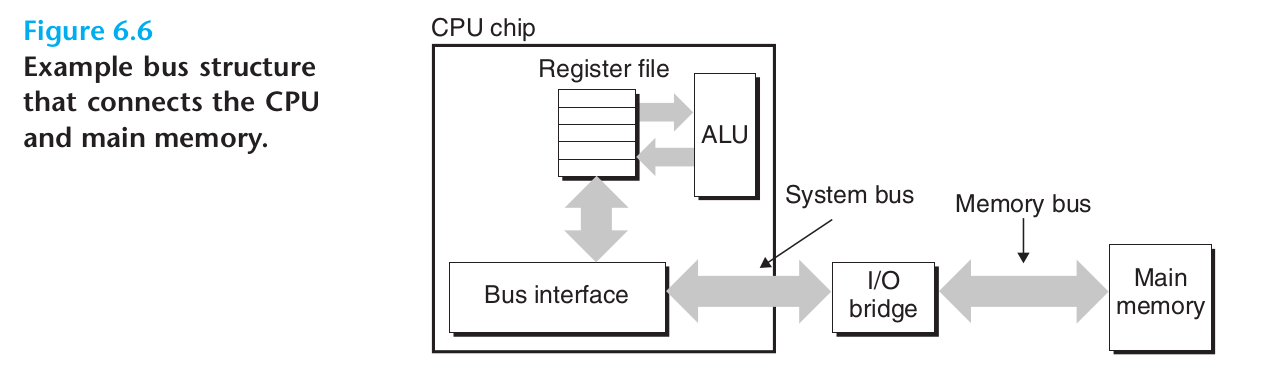 Figure 6.6
Example bus structure
that connects the CPU
and main memory.
CPU chip
Register file
ALU
System bus
Memory bus
Bus interface
I/O
bridge
Main
memory